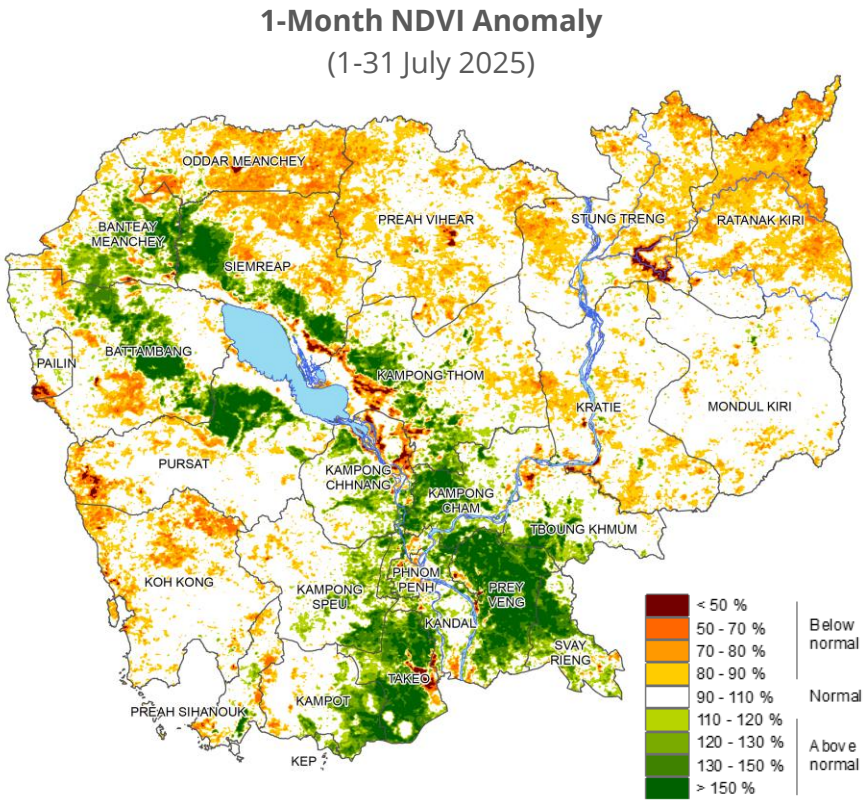 1-Month NDVI Anomaly
(1-31 July 2025)
ODDAR MEANCHEY
PREAH VIHEAR
STUNG TRENG
RATANAK KIRI
BANTEAY
MEANCHEY
SIEMREAP
PAILIN
BATTAMBANG
KAMPONG THOM
KRATIE
MONDUL KIRI
PURSAT
KAMPONG
CHHNANG
KAMPONG
CHAM
TBOUNG KHMUM
KOH KONG
KAMPONG
SPEU
PHNOM
PENH
PREY
VENG
KANDAL
SVAY
RIENG
TAKEO
KAMPOT
PREAH SIHANOUK
KEP
< 50 %
50 - 70 %
70 - 80 %
80 - 90 %
Below
normal
90 - 110 %
Normal
110 - 120 %
120 - 130 %
130 - 150 %
> 150 %
Above
normal